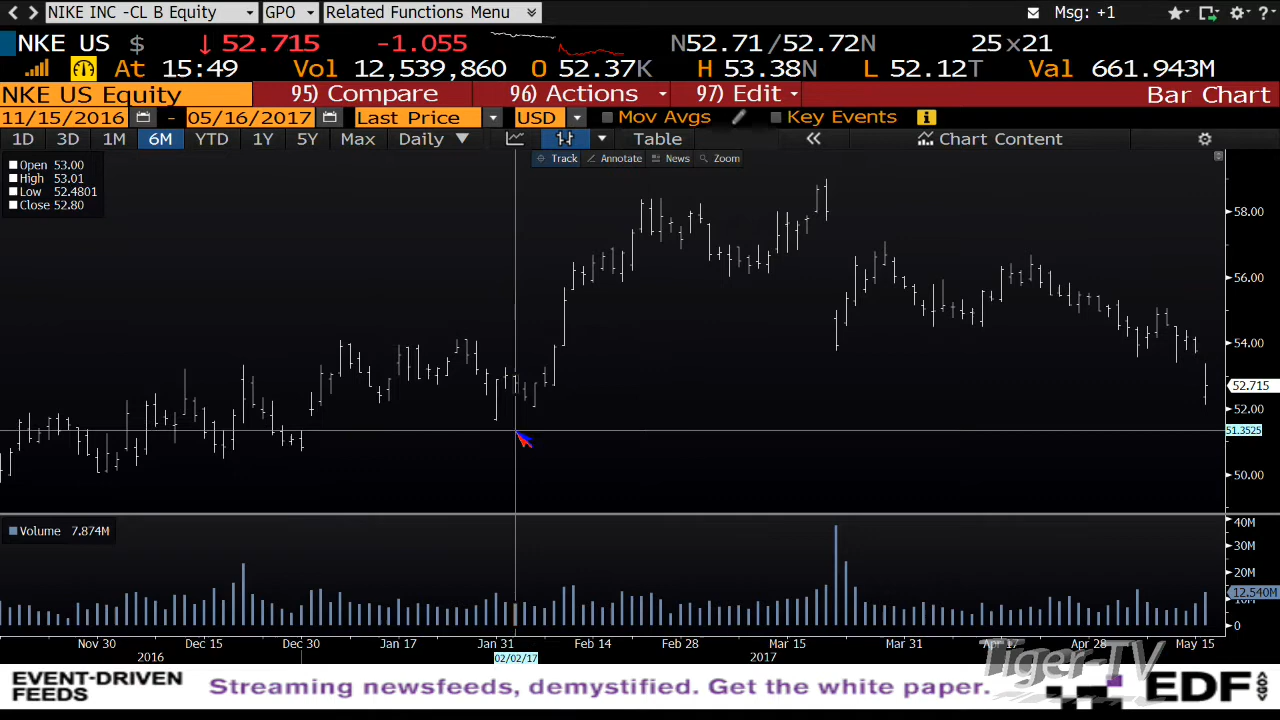 NIKE INC -CL B Equity GPO Related Functions Menu Msg: +1
NKE US $ ↓ 52.715 -1.055 N52.71/52.72N 25x21
At 15:49 Vol 12,539,860 O 52.37K H 53.38N L 52.12T Val 661.943M
NKE US Equity 95) Compare 96) Actions 97) Edit Bar Chart
11/15/2016 - 05/16/2017 Last Price USD Mov Avgs Key Events
1D 3D 1M 6M YTD 1Y 5Y Max Daily ▼ Table « Chart Content
Track Annotate News Zoom
Open 53.00
High 53.01
Low 52.4801
Close 52.80
58.00
56.00
54.00
52.715
52.00
51.3525
50.00
Volume 7.874M
40M
30M
20M
12.540M
10M
0
Nov 30 Dec 15 Dec 30 Jan 17 Jan 31 Feb 14 Feb 28 Mar 15 Mar 31 Apr 17 Apr 28 May 15
2016 02/02/17 2017
Tiger-TV
EVENT-DRIVEN
FEEDS
Streaming newsfeeds, demystified. Get the white paper.
EDF